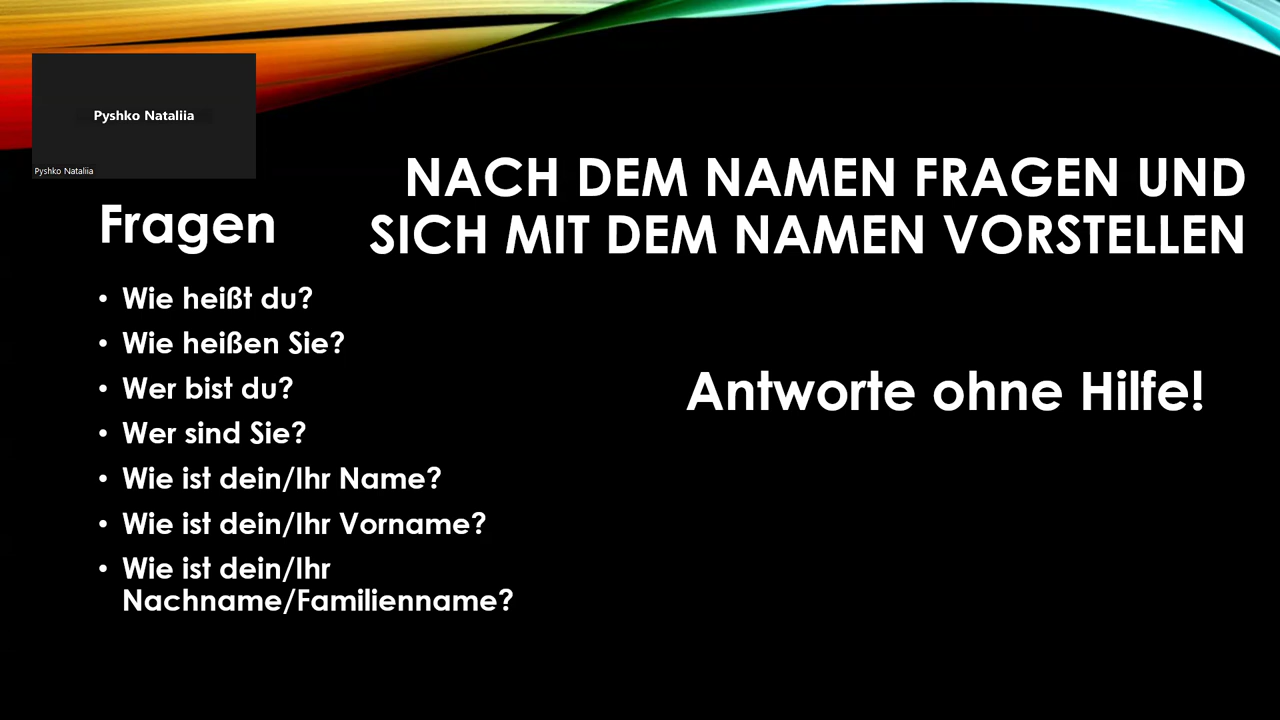 Pyshko Nataliia
Pyshko Nataliia
NACH DEM NAMEN FRAGEN UND
SICH MIT DEM NAMEN VORSTELLEN
Fragen
• Wie heißt du?
• Wie heißen Sie?
• Wer bist du?
• Wer sind Sie?
• Wie ist dein/Ihr Name?
• Wie ist dein/Ihr Vorname?
• Wie ist dein/Ihr
Nachname/Familienname?
Antworte ohne Hilfe!